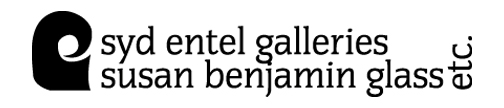 syd entel galleries
susan benjamin glass etc.